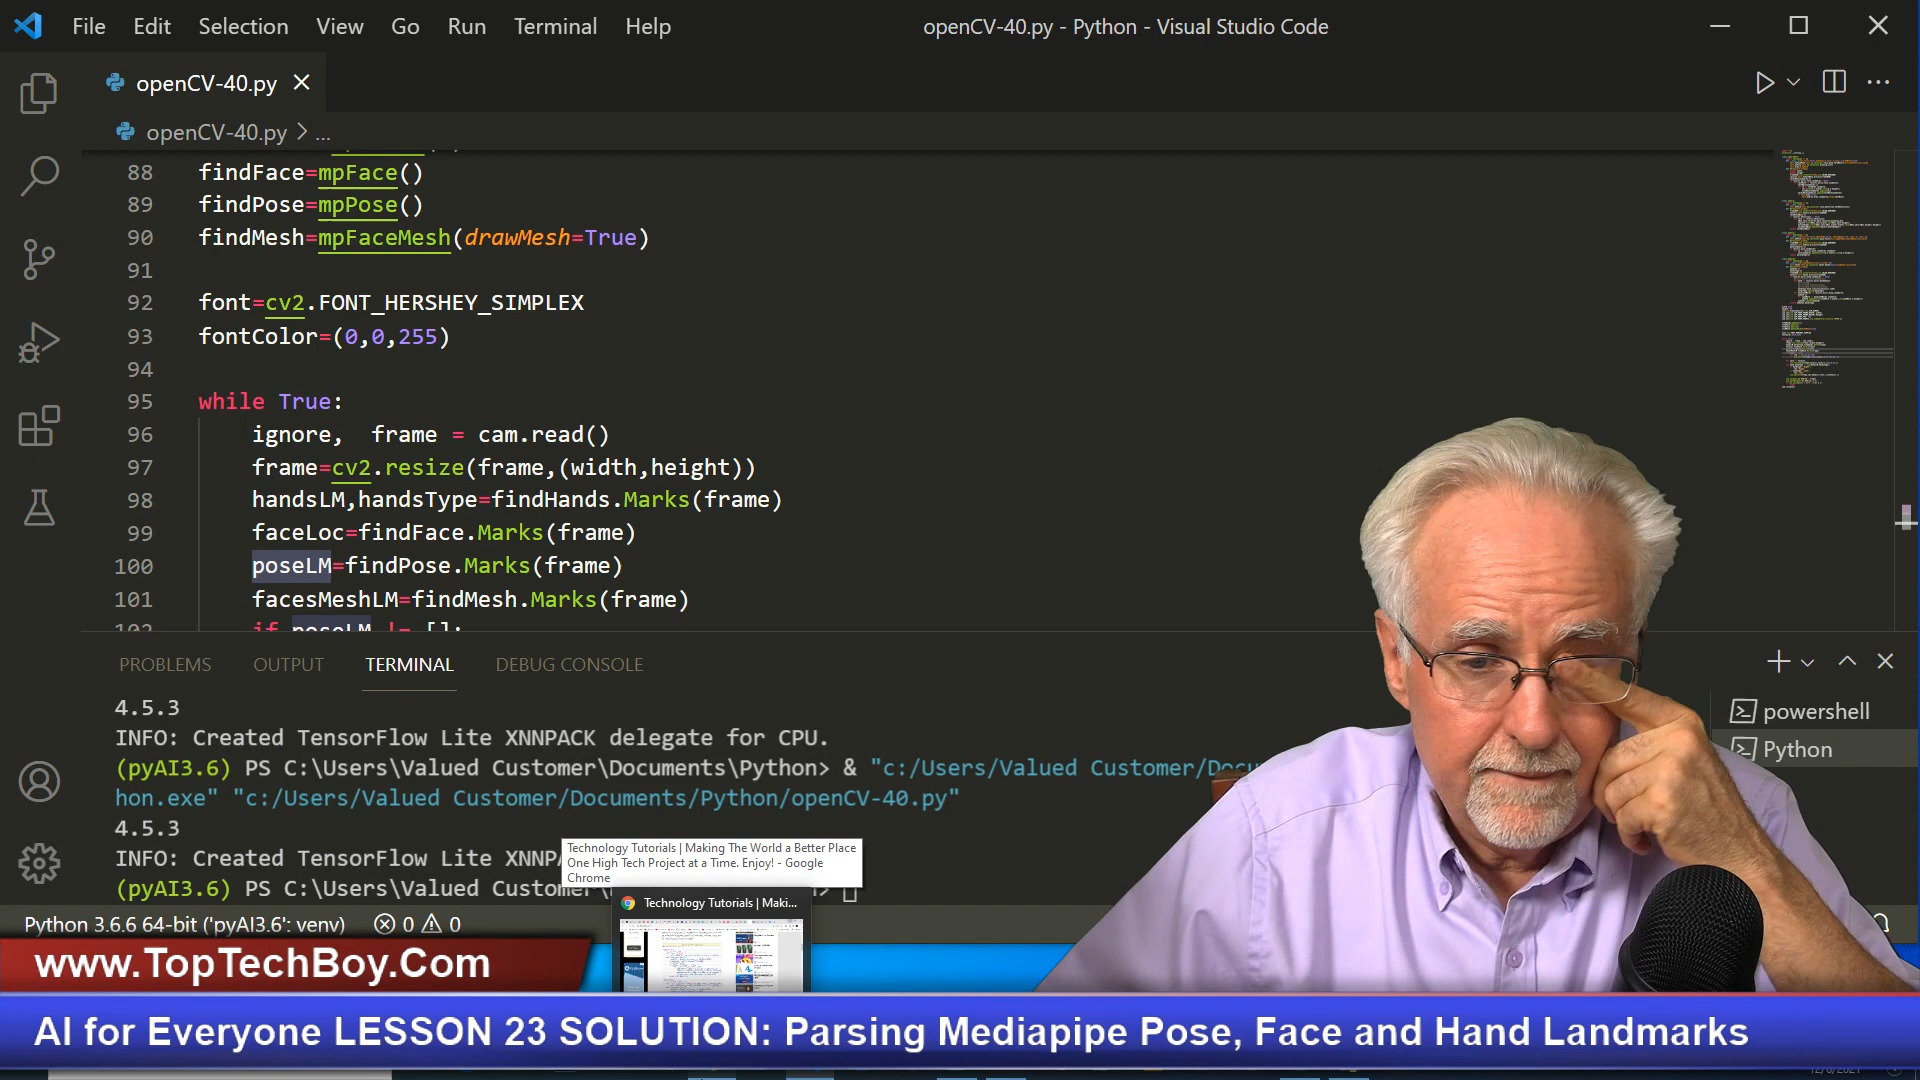 File Edit Selection View Go Run Terminal Help openCV-40.py - Python - Visual Studio Code
openCV-40.py
openCV-40.py > ...
88 findFace=mpFace()
89 findPose=mpPose()
90 findMesh=mpFaceMesh(drawMesh=True)
91
92 font=cv2.FONT_HERSHEY_SIMPLEX
93 fontColor=(0,0,255)
94
95 while True:
96 ignore, frame = cam.read()
97 frame=cv2.resize(frame,(width,height))
98 handsLM,handsType=findHands.Marks(frame)
99 faceLoc=findFace.Marks(frame)
100 poseLM=findPose.Marks(frame)
101 facesMeshLM=findMesh.Marks(frame)
102 if poseLM != []:
PROBLEMS OUTPUT TERMINAL DEBUG CONSOLE
4.5.3
INFO: Created TensorFlow Lite XNNPACK delegate for CPU.
(pyAI3.6) PS C:\Users\Valued Customer\Documents\Python> & "c:/Users/Valued Customer/Docu
hon.exe" "c:/Users/Valued Customer/Documents/Python/openCV-40.py"
4.5.3
INFO: Created TensorFlow Lite XNNP
(pyAI3.6) PS C:\Users\Valued Custom
powershell
Python
Technology Tutorials | Making The World a Better Place
One High Tech Project at a Time. Enjoy! - Google
Chrome
Technology Tutorials | Maki...
Python 3.6.6 64-bit ('pyAI3.6': venv) 0 0
www.TopTechBoy.Com
AI for Everyone LESSON 23 SOLUTION: Parsing Mediapipe Pose, Face and Hand Landmarks